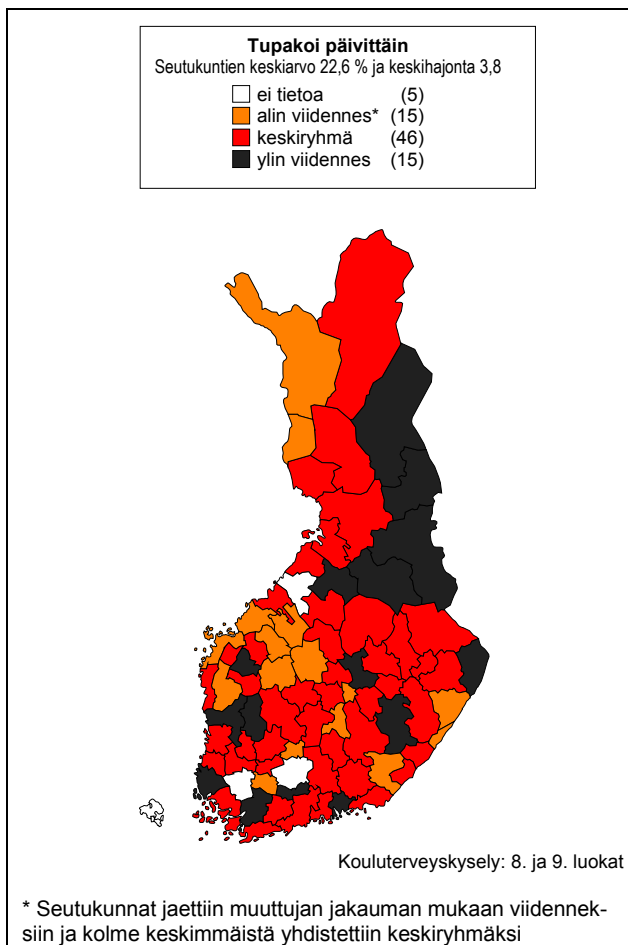 Tupakoi päivittäin
Seutukuntien keskiarvo 22,6 % ja keskihajonta 3,8
ei tietoa (5)
alin viidennes* (15)
keskiryhmä (46)
ylin viidennes (15)
Kouluterveyskysely: 8. ja 9. luokat
* Seutukunnat jaettiin muuttujan jakauman mukaan viidennek-
siin ja kolme keskimmäistä yhdistettiin keskiryhmäksi